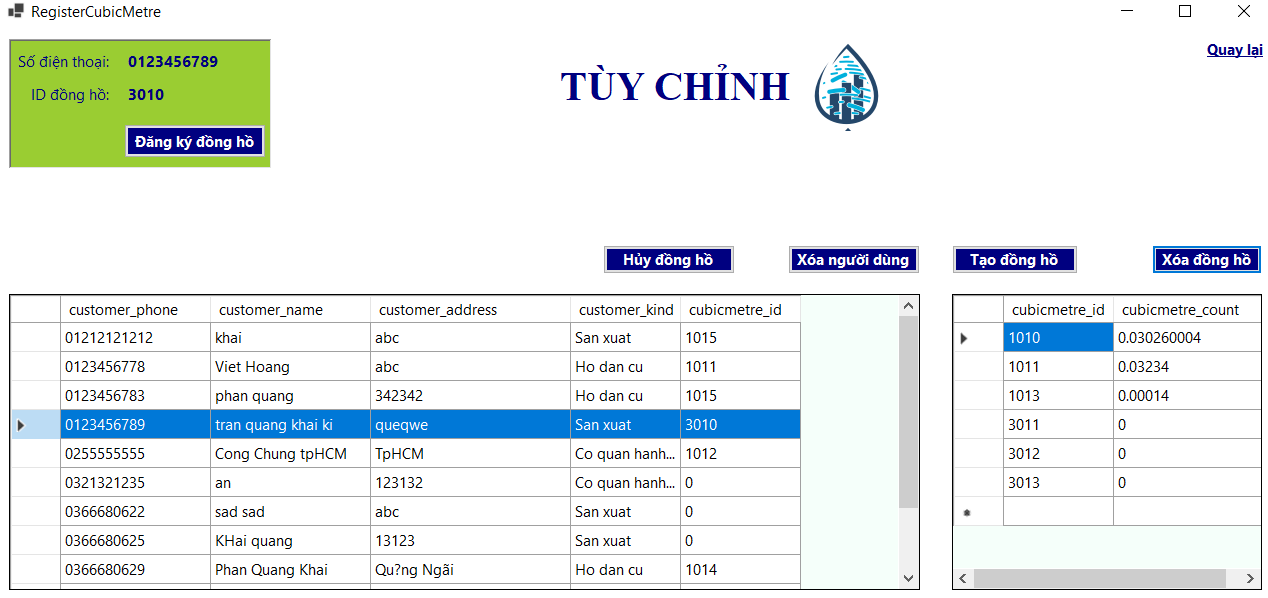 RegisterCubicMetre
Số điện thoại: 0123456789
ID đồng hồ: 3010
Đăng ký đồng hồ
TÙY CHỈNH
Quay lại
Hủy đồng hồ Xóa người dùng Tạo đồng hồ Xóa đồng hồ
customer_phone customer_name customer_address customer_kind cubicmetre_id
01212121212 khai abc San xuat 1015
0123456778 Viet Hoang abc Ho dan cu 1011
0123456783 phan quang 342342 Ho dan cu 1015
0123456789 tran quang khai ki queqwe San xuat 3010
0255555555 Cong Chung tpHCM TpHCM Co quan hanh... 1012
0321321235 an 123132 Co quan hanh... 0
0366680622 sad sad abc San xuat 0
0366680625 KHai quang 13123 San xuat 0
0366680629 Phan Quang Khai Qu?ng Ngãi Ho dan cu 1014
cubicmetre_id cubicmetre_count
1010 0.030260004
1011 0.03234
1013 0.00014
3011 0
3012 0
3013 0